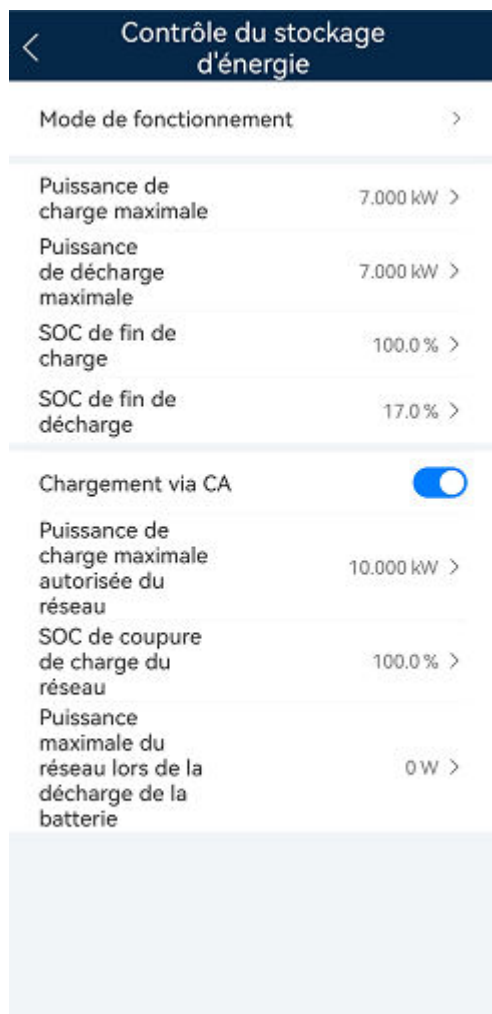 Contrôle du stockage
d'énergie
Mode de fonctionnement
Puissance de
charge maximale
7.000 kW
Puissance
de décharge
maximale
7.000 kW
SOC de fin de
charge
100.0 %
SOC de fin de
décharge
17.0 %
Chargement via CA
Puissance de
charge maximale
autorisée du
réseau
10.000 kW
SOC de coupure
de charge du
réseau
100.0 %
Puissance
maximale du
réseau lors de la
décharge de la
batterie
0 W